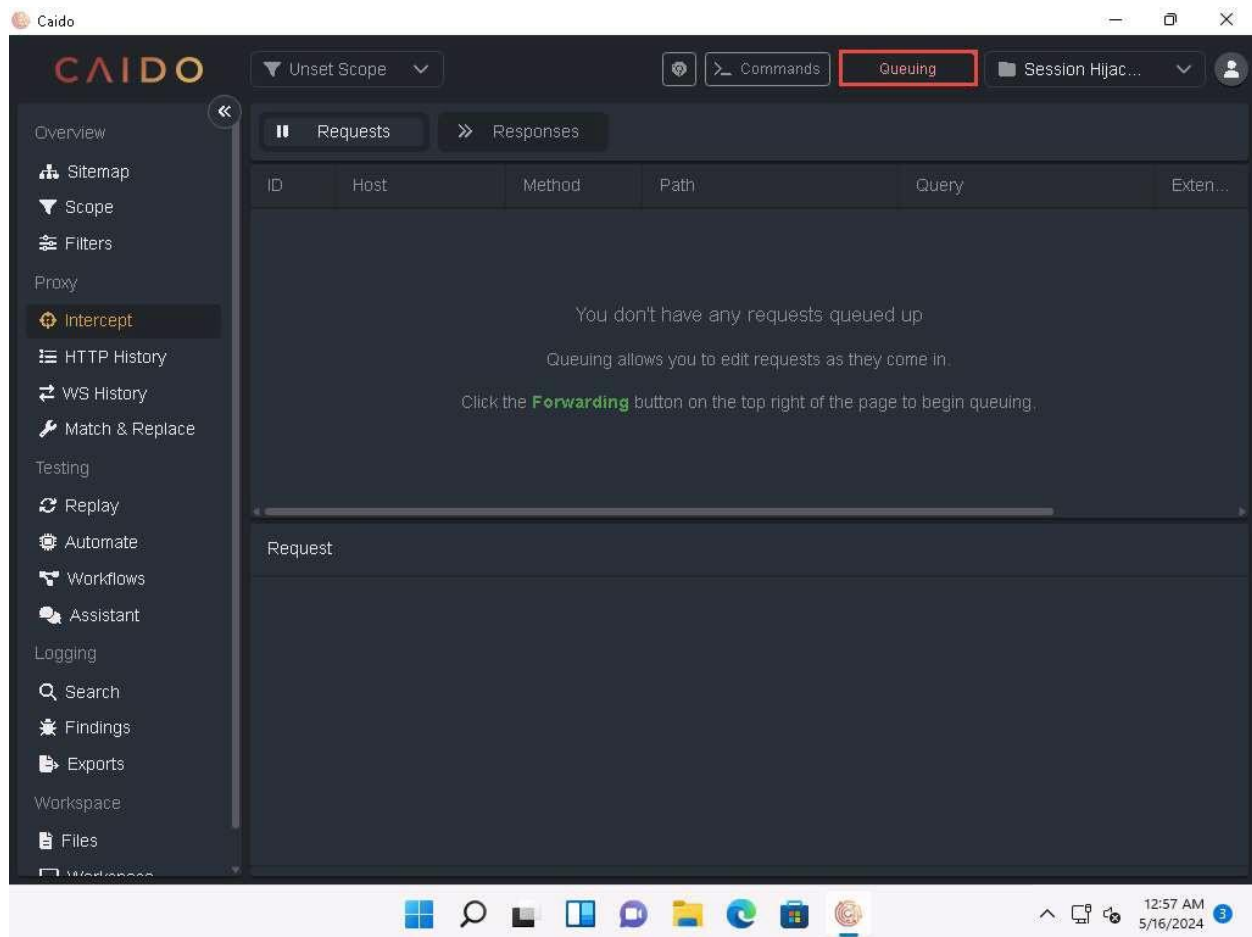 Caido
CAIDO
Unset Scope
Commands
Queuing
Session Hijac...
Overview
Requests
Responses
Sitemap
ID Host Method Path Query Exten...
Scope
Filters
Proxy
You don't have any requests queued up
Intercept
HTTP History
Queuing allows you to edit requests as they come in.
WS History
Click the Forwarding button on the top right of the page to begin queuing.
Match & Replace
Testing
Replay
Automate
Request
Workflows
Assistant
Logging
Search
Findings
Exports
Workspace
Files
Workspace
12:57 AM
5/16/2024
3